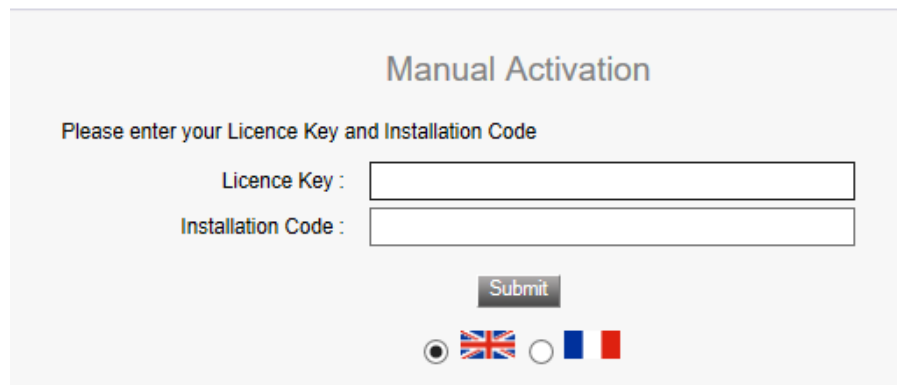 Manual Activation
Please enter your Licence Key and Installation Code
Licence Key :
Installation Code :
Submit